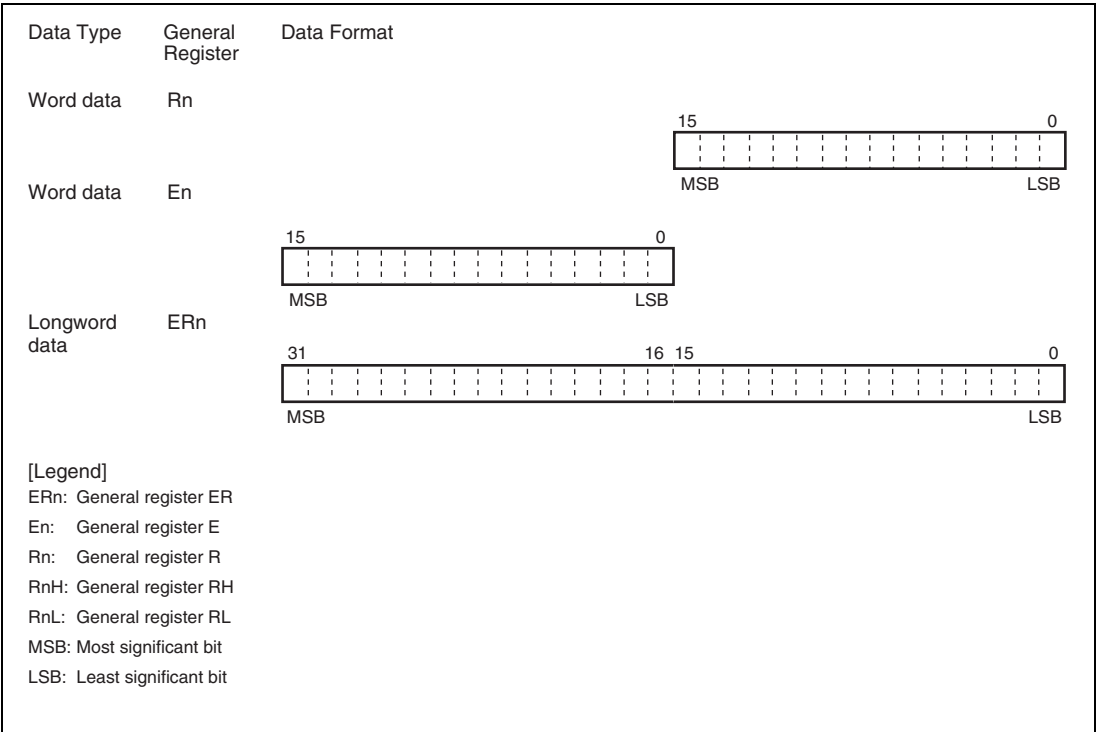 Data Type General Register Data Format
Word data Rn
15 0
MSB LSB
Word data En
15 0
MSB LSB
Longword data ERn
31 16 15 0
MSB LSB
[Legend]
ERn: General register ER
En: General register E
Rn: General register R
RnH: General register RH
RnL: General register RL
MSB: Most significant bit
LSB: Least significant bit